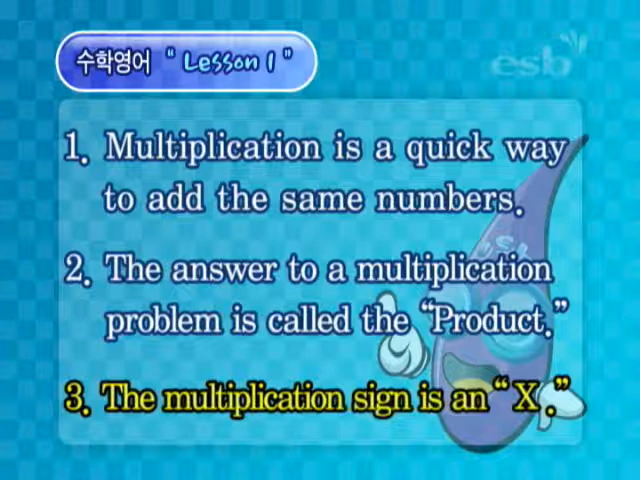 수학영어 " Lesson 1 "
esb
1. Multiplication is a quick way
to add the same numbers.
2. The answer to a multiplication
problem is called the “Product.”
3. The multiplication sign is an “ X .”